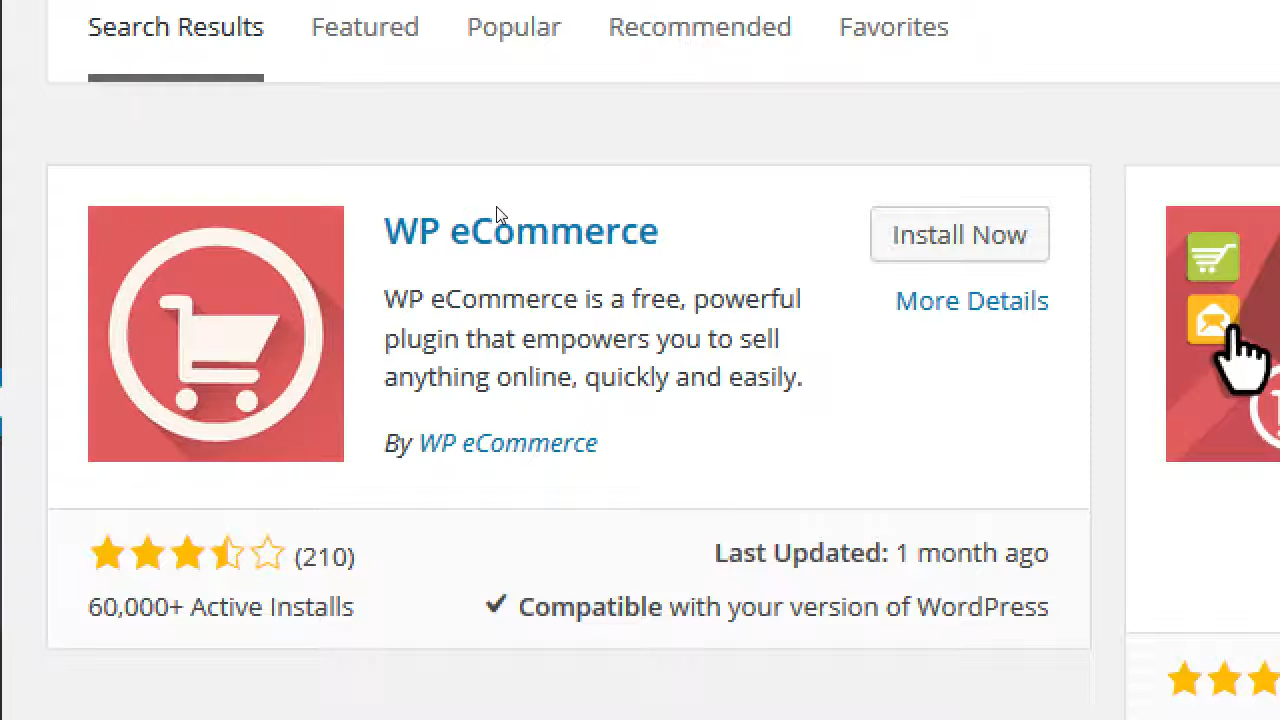 Search Results Featured Popular Recommended Favorites
WP eCommerce
Install Now
More Details
WP eCommerce is a free, powerful
plugin that empowers you to sell
anything online, quickly and easily.
By WP eCommerce
(210)
Last Updated: 1 month ago
60,000+ Active Installs
Compatible with your version of WordPress